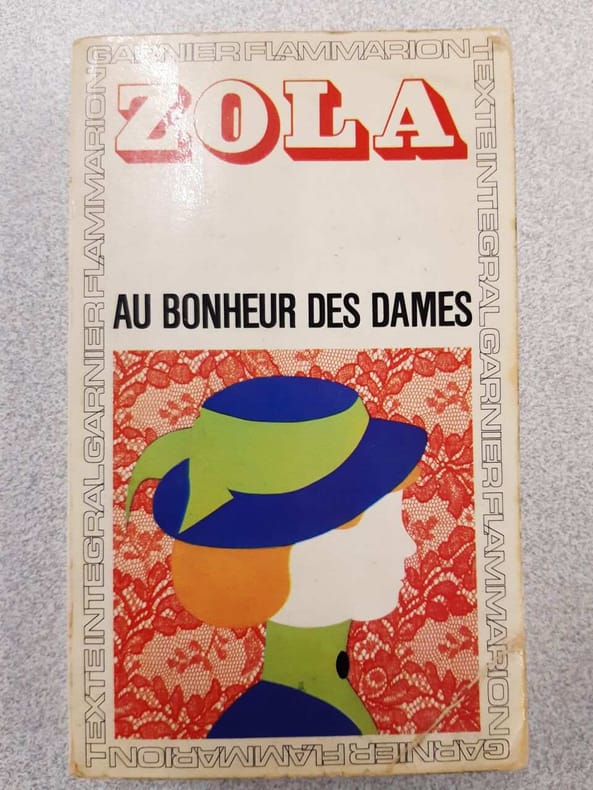 GARNIER FLAMMARION
ZOLA
AU BONHEUR DES DAMES
TEXTE INTEGRAL GARNIER FLAMMARION
GARNIER FLAMMARION
TEXTE INTEGRAL GARNIER FLAMMARION